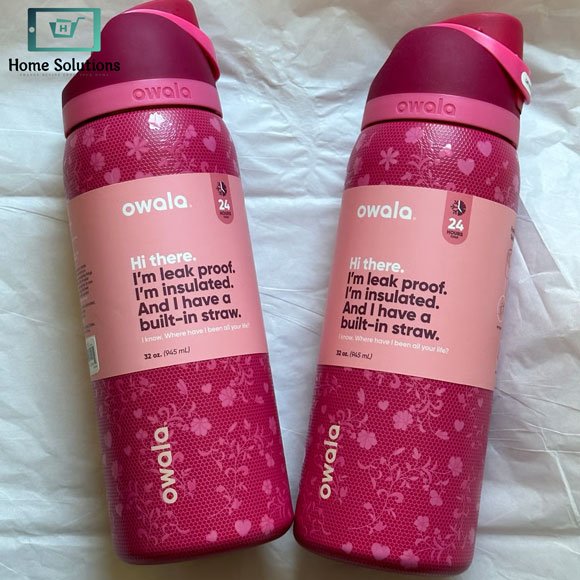 H
Home Solutions
owala
owala
owala
24
HOURS
Hi there.
I'm leak proof.
I'm insulated.
And I have a
built-in straw.
I know. Where have I been all your life?
32 oz. (945 mL)
owala
owala
24
HOURS
Hi there.
I'm leak proof.
I'm insulated.
And I have a
built-in straw.
I know. Where have I been all your life?
32 oz. (945 mL)
owala
owala